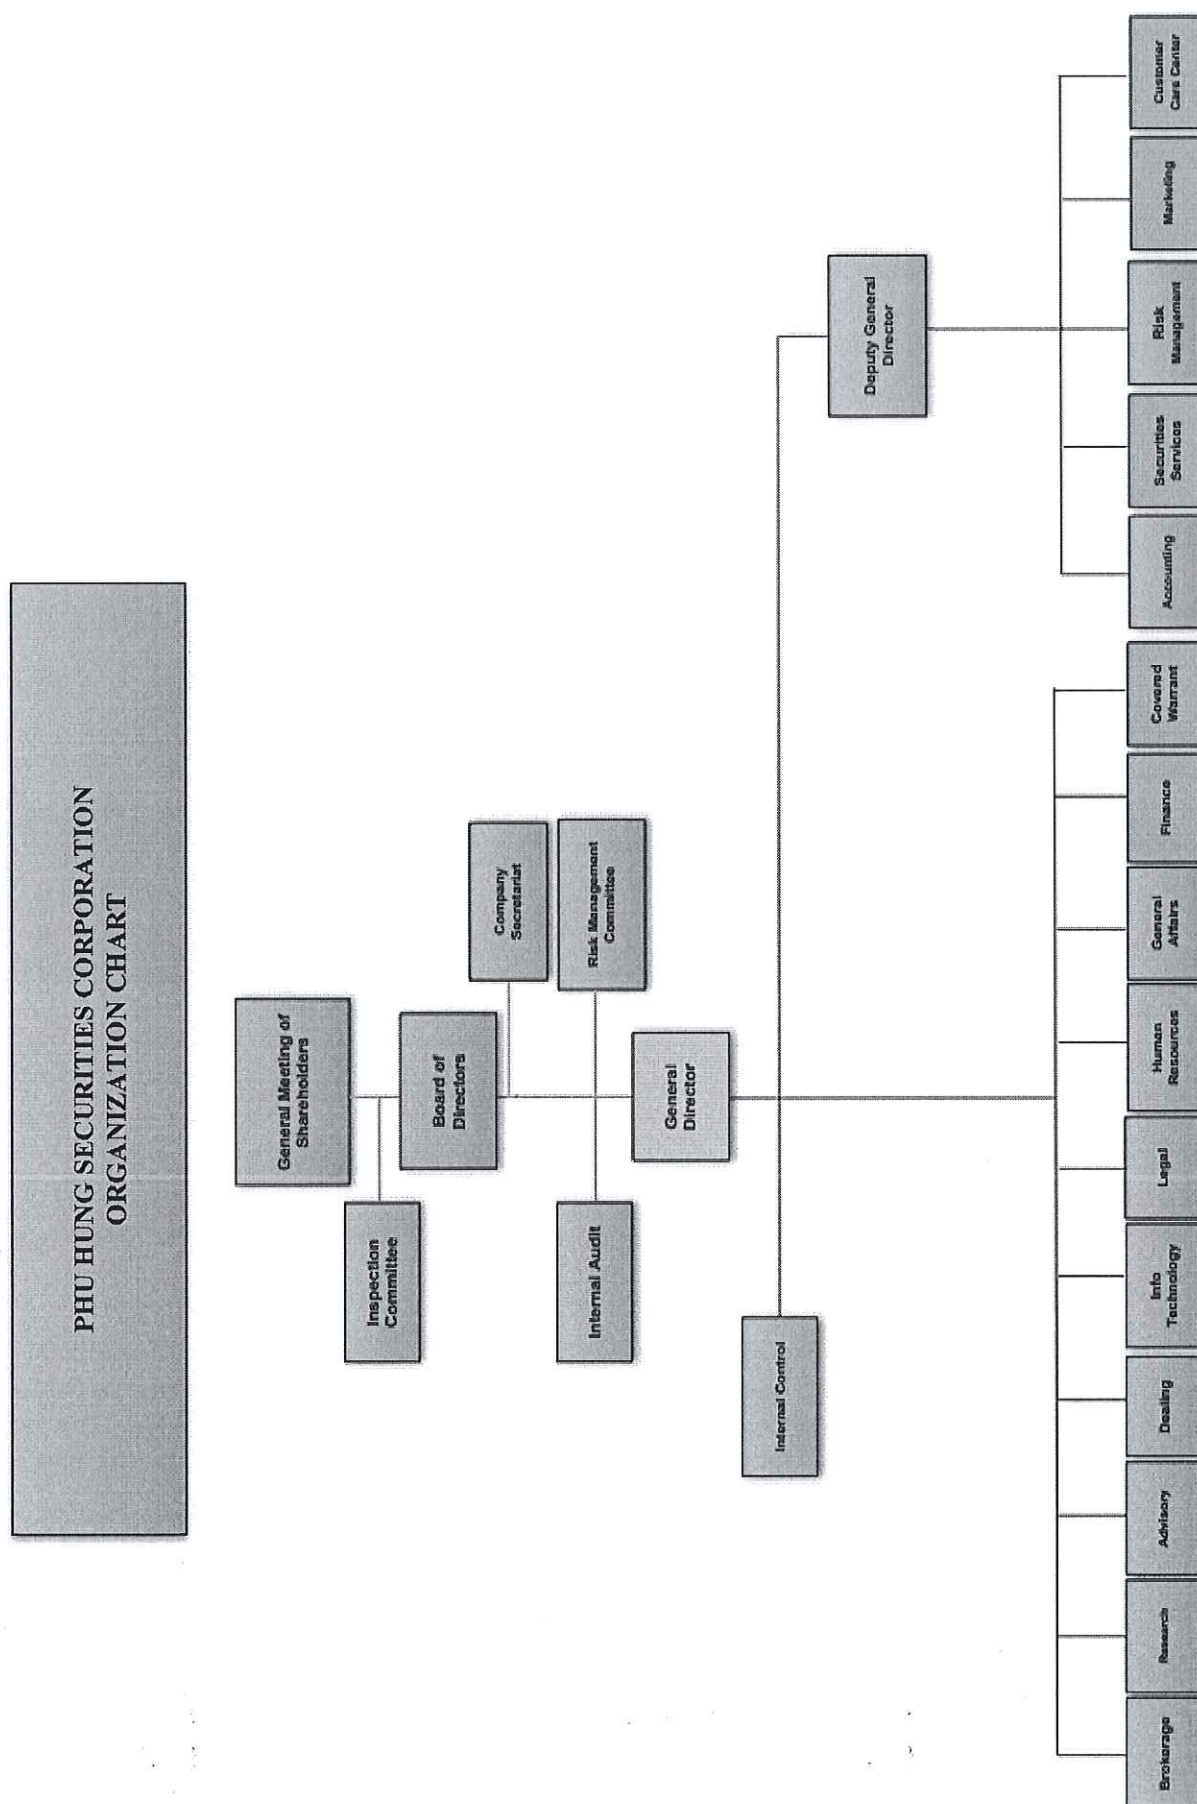 PHU HUNG SECURITIES CORPORATION
ORGANIZATION CHART
General Meeting of
Shareholders
Inspection
Committee
Board of
Directors
Company
Secretariat
Internal Audit
Risk Management
Committee
General
Director
Internal Control
Deputy General
Director
Brokerage
Research
Advisory
Dealing
Info
Technology
Legal
Human
Resources
General
Affairs
Finance
Covered
Warrant
Accounting
Securities
Services
Risk
Management
Marketing
Customer
Care Center